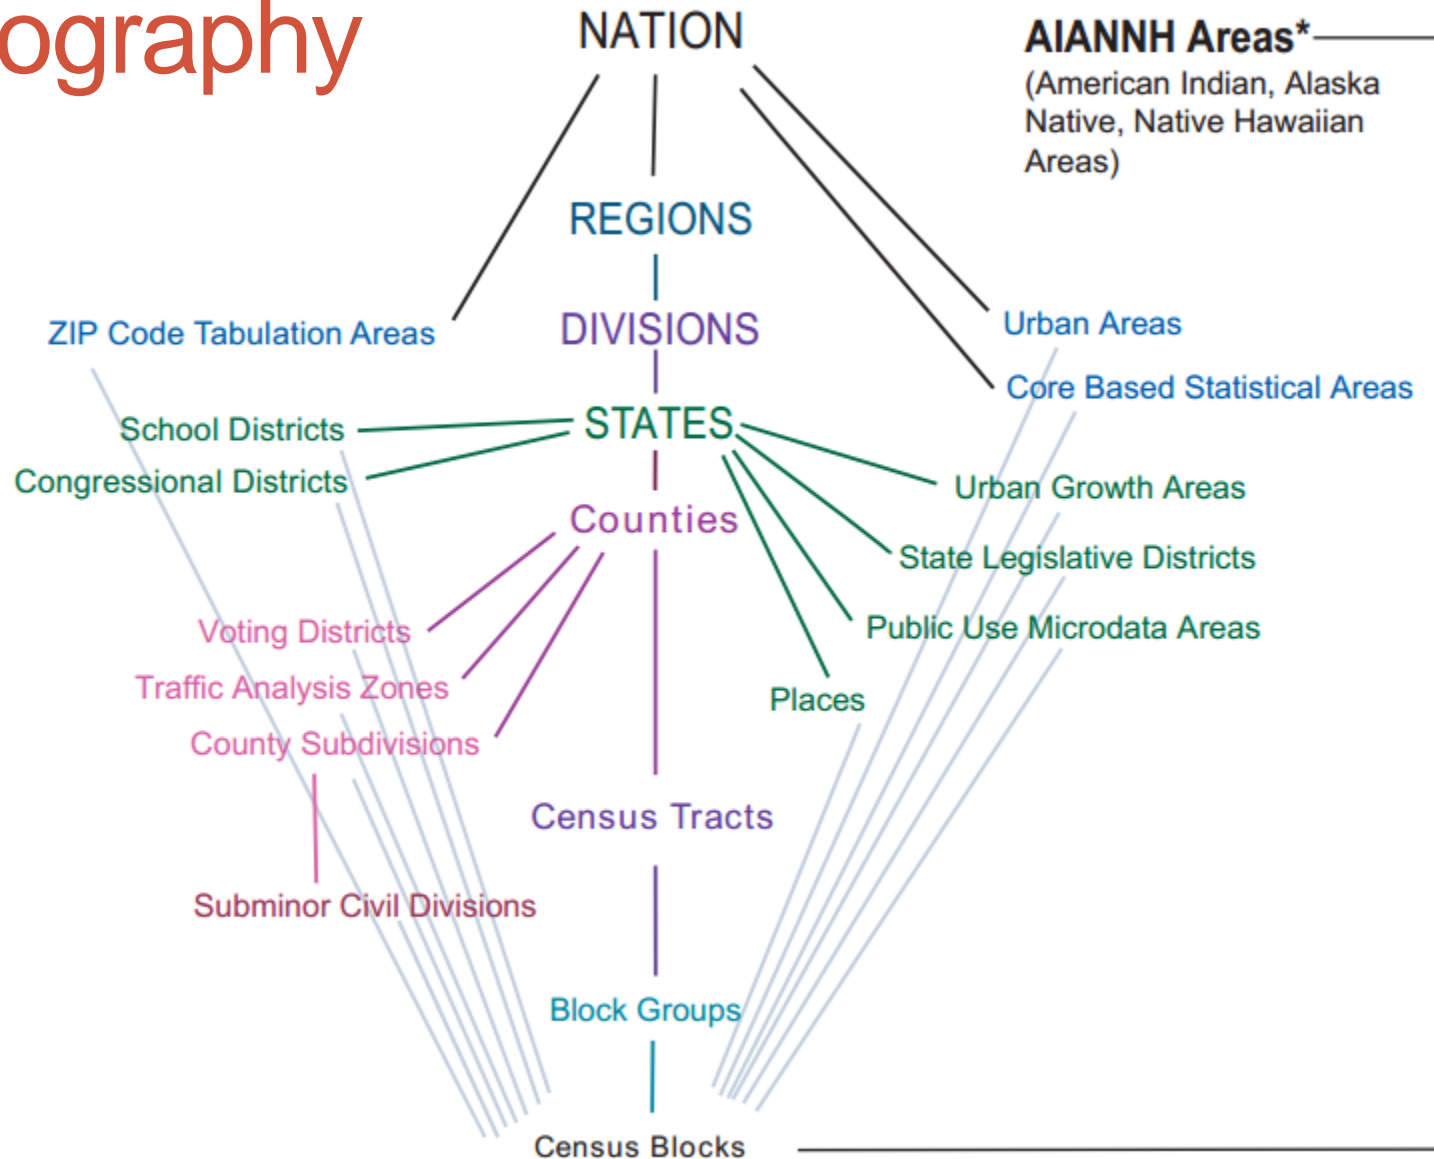 ography
NATION
AIANNH Areas*
(American Indian, Alaska
Native, Native Hawaiian
Areas)
REGIONS
ZIP Code Tabulation Areas
DIVISIONS
Urban Areas
Core Based Statistical Areas
School Districts
STATES
Congressional Districts
Urban Growth Areas
Counties
State Legislative Districts
Voting Districts
Public Use Microdata Areas
Traffic Analysis Zones
Places
County Subdivisions
Census Tracts
Subminor Civil Divisions
Block Groups
Census Blocks